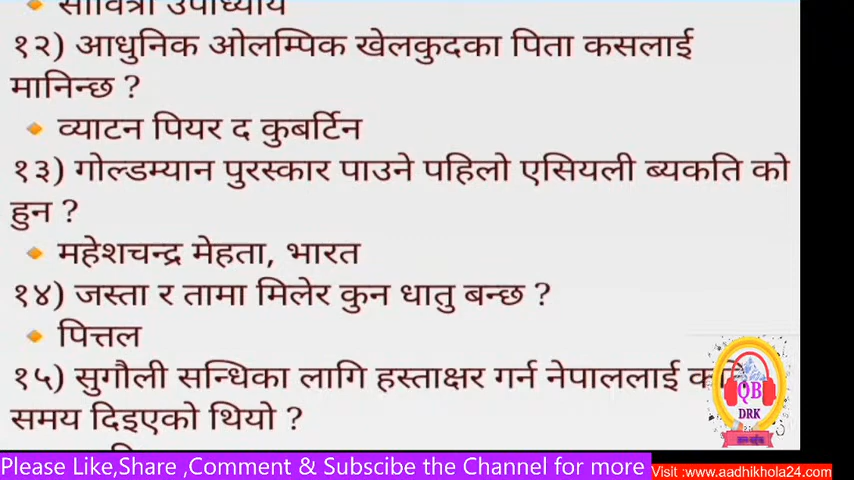 सावित्री उपाध्याय
१२) आधुनिक ओलम्पिक खेलकुदका पिता कसलाई
मानिन्छ ?
व्याटन पियर द कुबर्टिन
१३) गोल्डम्यान पुरस्कार पाउने पहिलो एसियली ब्यकति को
हुन ?
महेशचन्द्र मेहता, भारत
१४) जस्ता र तामा मिलेर कुन धातु बन्छ ?
पित्तल
१५) सुगौली सन्धिका लागि हस्ताक्षर गर्न नेपाललाई
समय दिइएको थियो ?
QB
DRK
Please Like,Share ,Comment & Subscibe the Channel for more
Visit :www.aadhikhola24.com